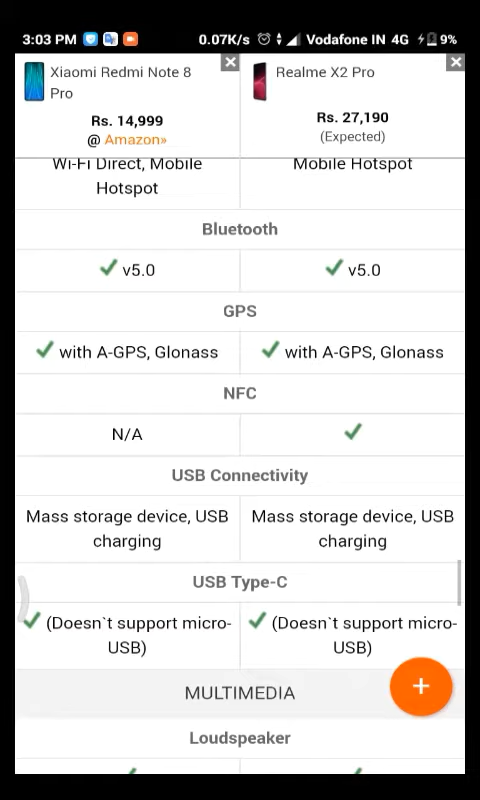 3:03 PM 0.07K/s Vodafone IN 4G 9%
Xiaomi Redmi Note 8
Pro
Rs. 14,999
@ Amazon»
Realme X2 Pro
Rs. 27,190
(Expected)
Wi-Fi Direct, Mobile
Hotspot
Mobile Hotspot
Bluetooth
v5.0
v5.0
GPS
with A-GPS, Glonass
with A-GPS, Glonass
NFC
N/A
USB Connectivity
Mass storage device, USB
charging
Mass storage device, USB
charging
USB Type-C
(Doesn`t support micro-
USB)
(Doesn`t support micro-
USB)
+
MULTIMEDIA
Loudspeaker